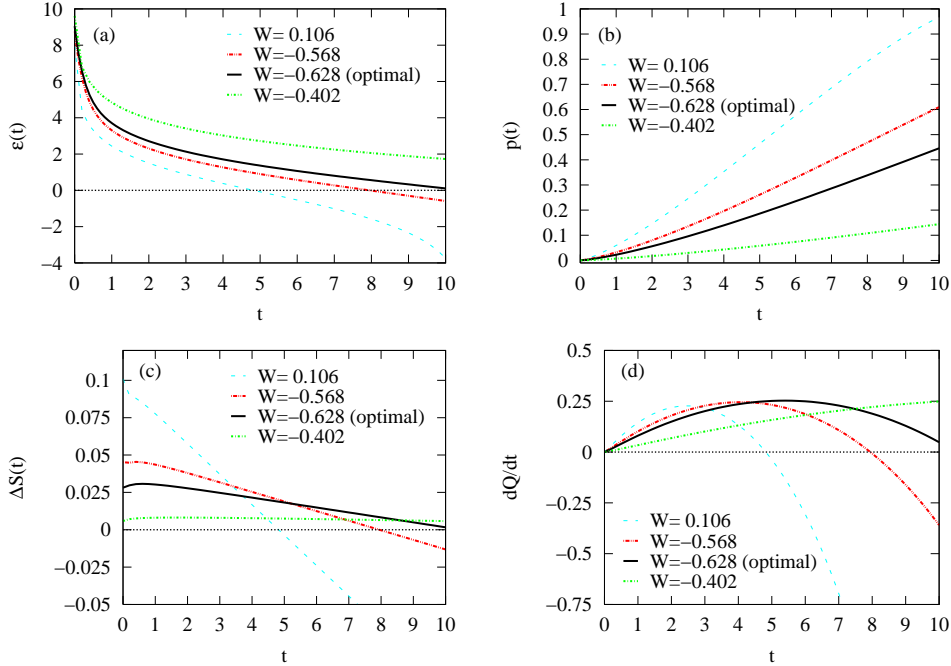 (a)
W= 0.106
W=−0.568
W=−0.628 (optimal)
W=−0.402
10
8
6
4
2
0
−2
−4
ε(t)
0 1 2 3 4 5 6 7 8 9 10
t
(b)
W= 0.106
W=−0.568
W=−0.628 (optimal)
W=−0.402
1
0.9
0.8
0.7
0.6
0.5
0.4
0.3
0.2
0.1
0
p(t)
0 1 2 3 4 5 6 7 8 9 10
t
(c)
W= 0.106
W=−0.568
W=−0.628 (optimal)
W=−0.402
0.1
0.075
0.05
0.025
0
−0.025
−0.05
ΔS(t)
0 1 2 3 4 5 6 7 8 9 10
t
(d)
W= 0.106
W=−0.568
W=−0.628 (optimal)
W=−0.402
0.5
0.25
0
−0.25
−0.5
−0.75
dQ/dt
0 1 2 3 4 5 6 7 8 9 10
t